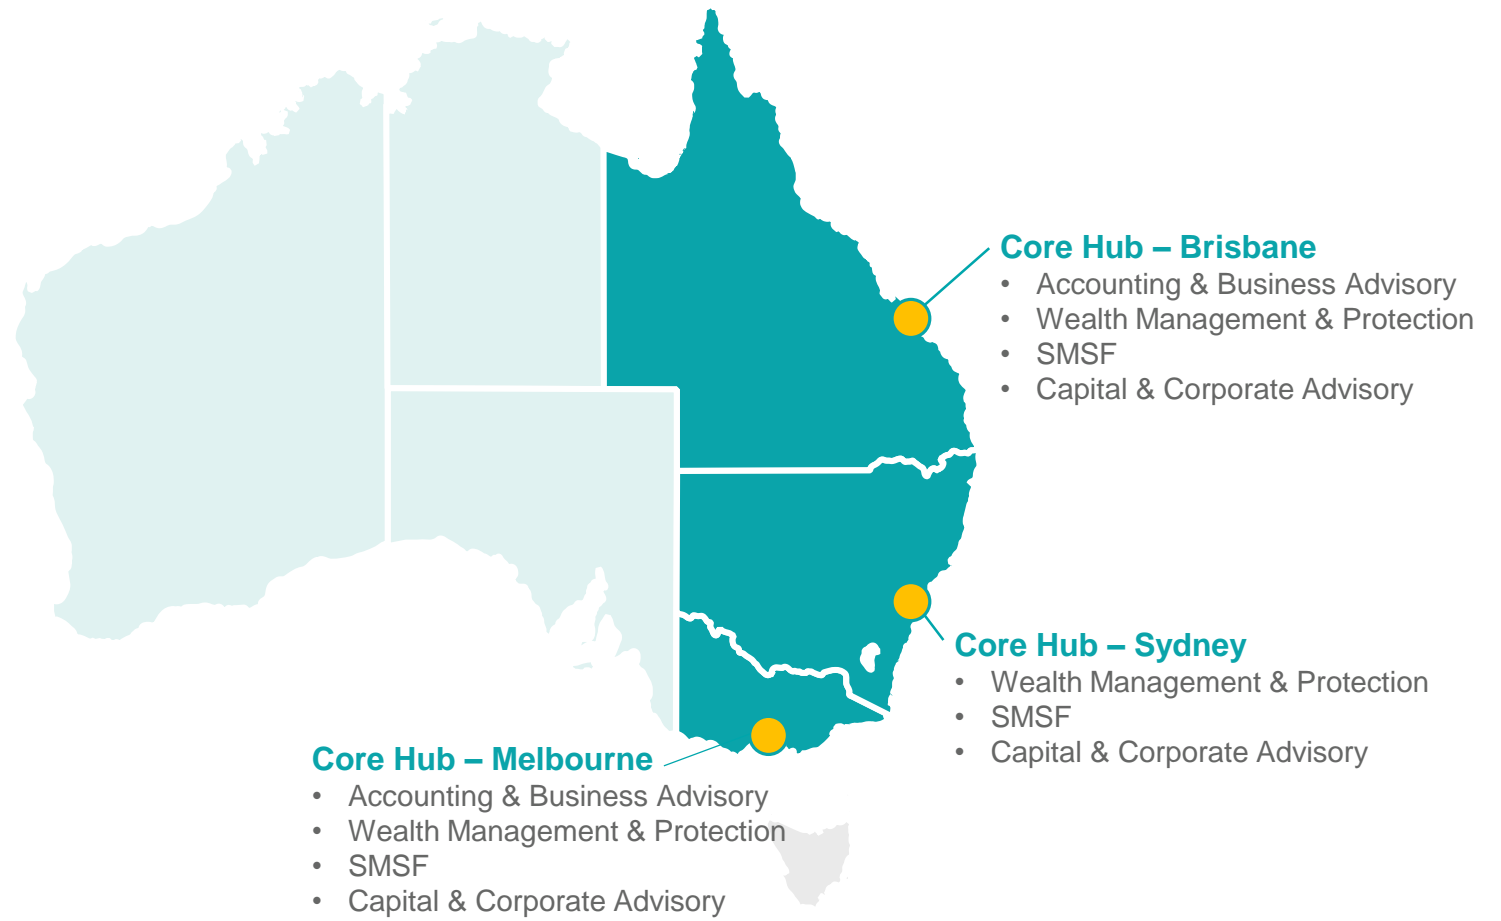 Core Hub – Brisbane
• Accounting & Business Advisory
• Wealth Management & Protection
• SMSF
• Capital & Corporate Advisory
Core Hub – Sydney
• Wealth Management & Protection
• SMSF
• Capital & Corporate Advisory
Core Hub – Melbourne
• Accounting & Business Advisory
• Wealth Management & Protection
• SMSF
• Capital & Corporate Advisory